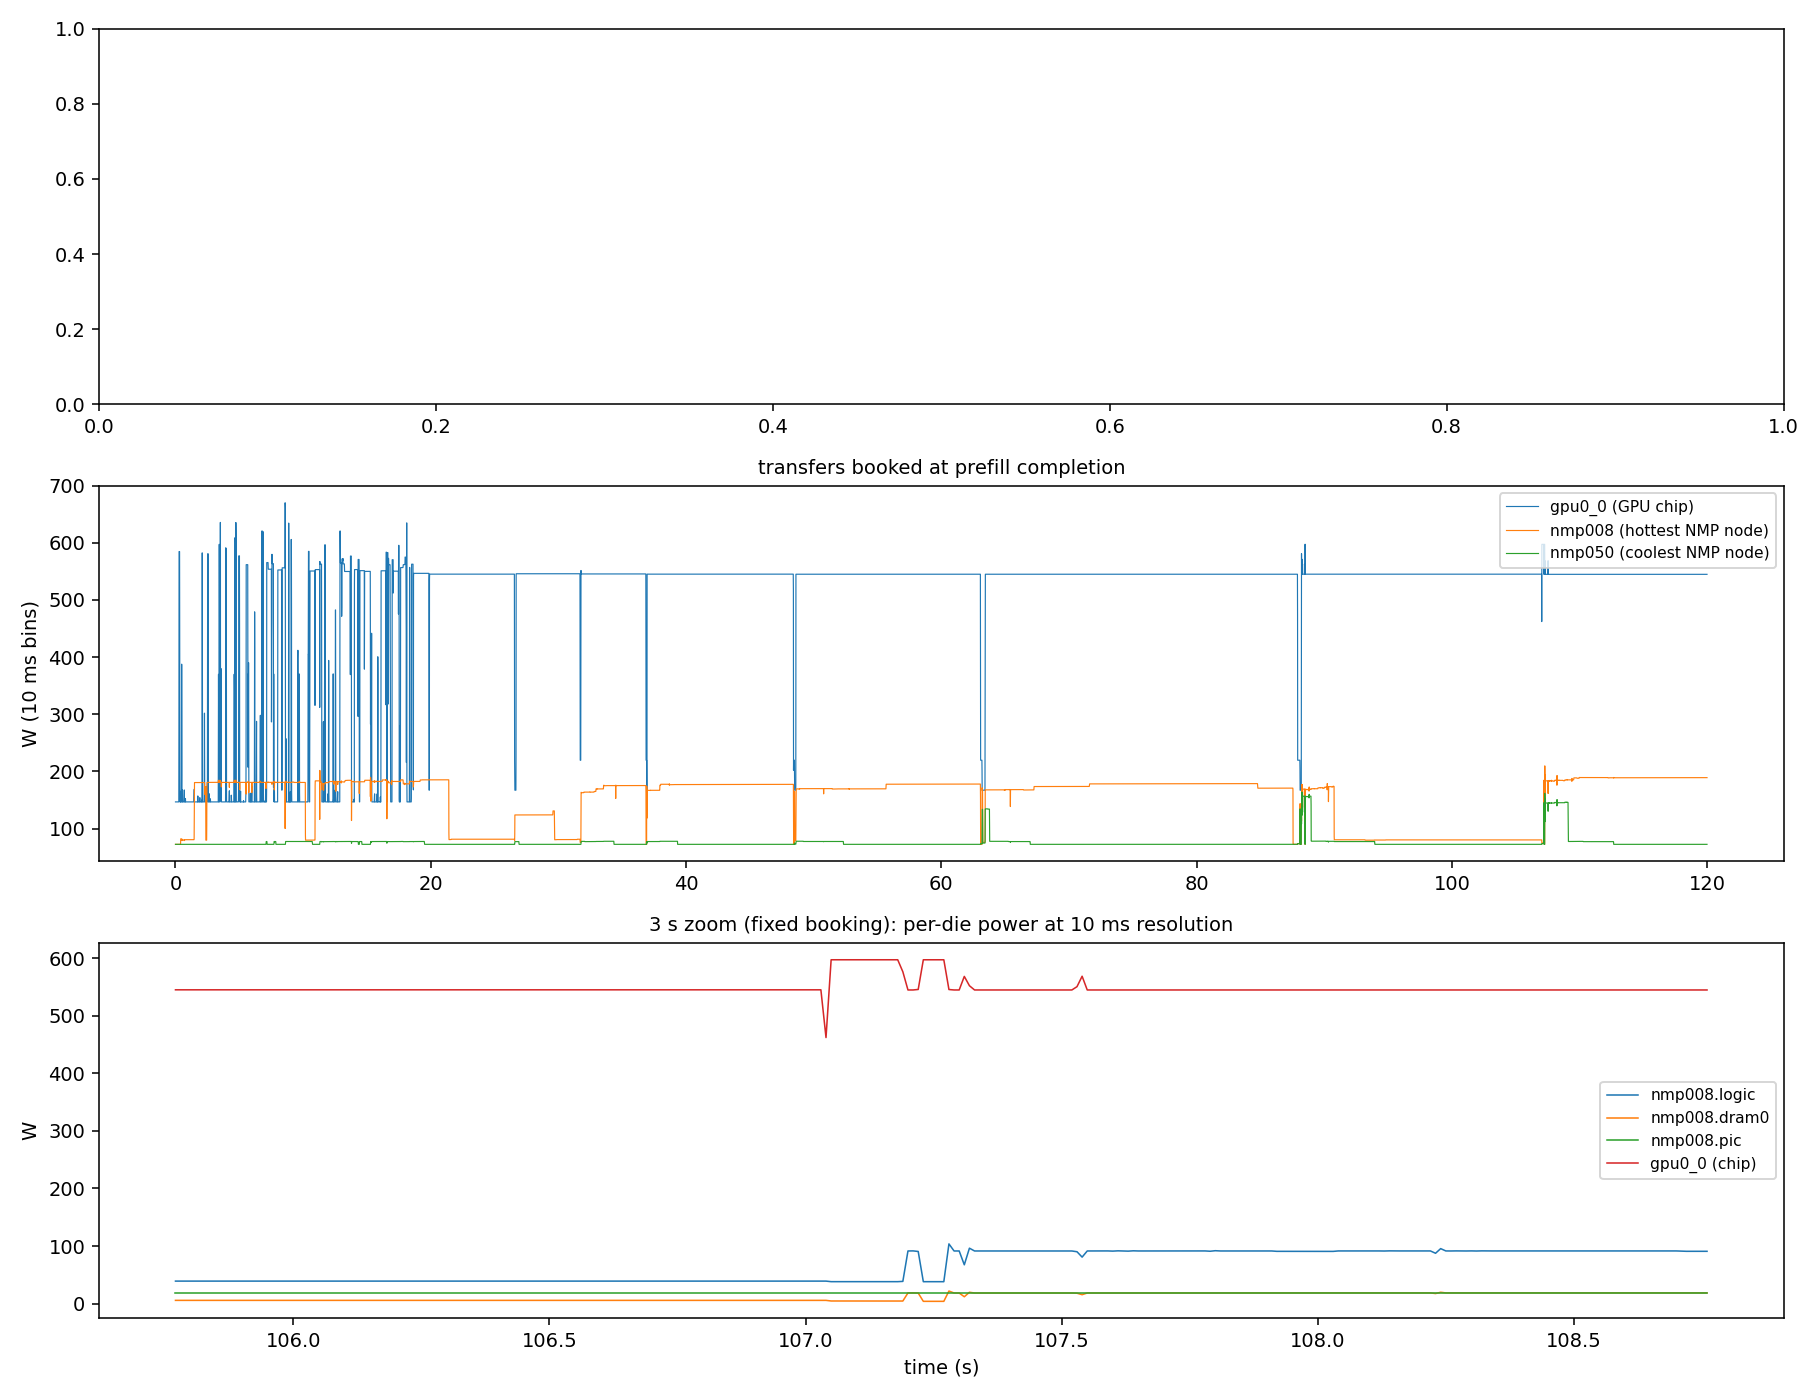 1.0
0.8
0.6
0.4
0.2
0.0
0.0 0.2 0.4 0.6 0.8 1.0
transfers booked at prefill completion
700
600
500
400
300
200
100
W (10 ms bins)
gpu0_0 (GPU chip)
nmp008 (hottest NMP node)
nmp050 (coolest NMP node)
0 20 40 60 80 100 120
3 s zoom (fixed booking): per-die power at 10 ms resolution
600
500
400
300
200
100
0
W
nmp008.logic
nmp008.dram0
nmp008.pic
gpu0_0 (chip)
106.0 106.5 107.0 107.5 108.0 108.5
time (s)